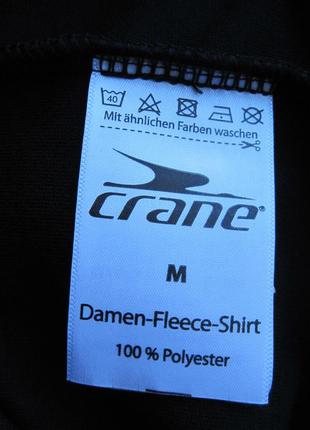 40
Mit ähnlichen Farben waschen
crane®
M
Damen-Fleece-Shirt
100 % Polyester